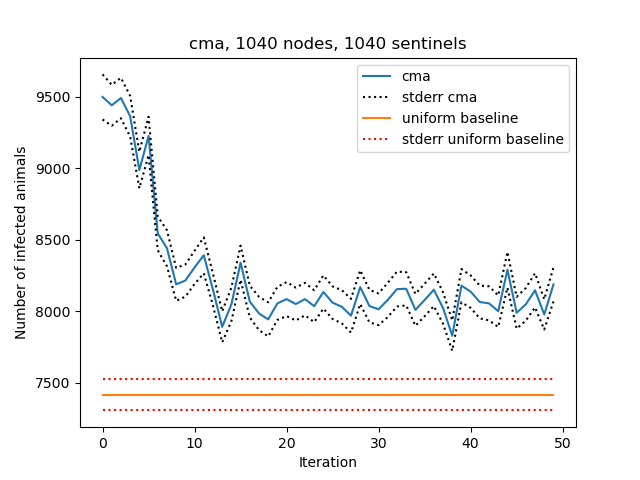 cma, 1040 nodes, 1040 sentinels
cma
stderr cma
uniform baseline
stderr uniform baseline
Number of infected animals
9500
9000
8500
8000
7500
0 10 20 30 40 50
Iteration